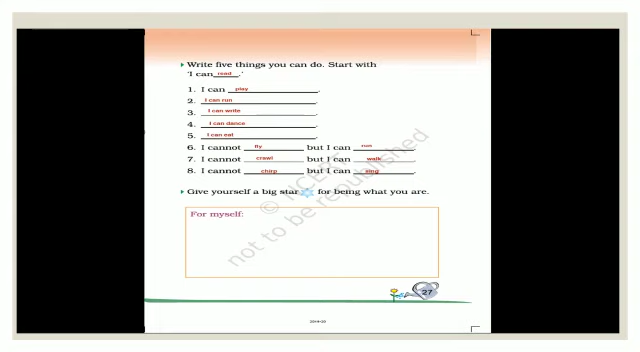 Write five things you can do. Start with
'I can read.'
1. I can play.
2. I can run.
3. I can write.
4. I can dance.
5. I can eat.
6. I cannot fly but I can run.
7. I cannot crawl but I can walk.
8. I cannot chirp but I can sing.
Give yourself a big star for being what you are.
© NCERT
not to be republished
For myself:
27
2019-20